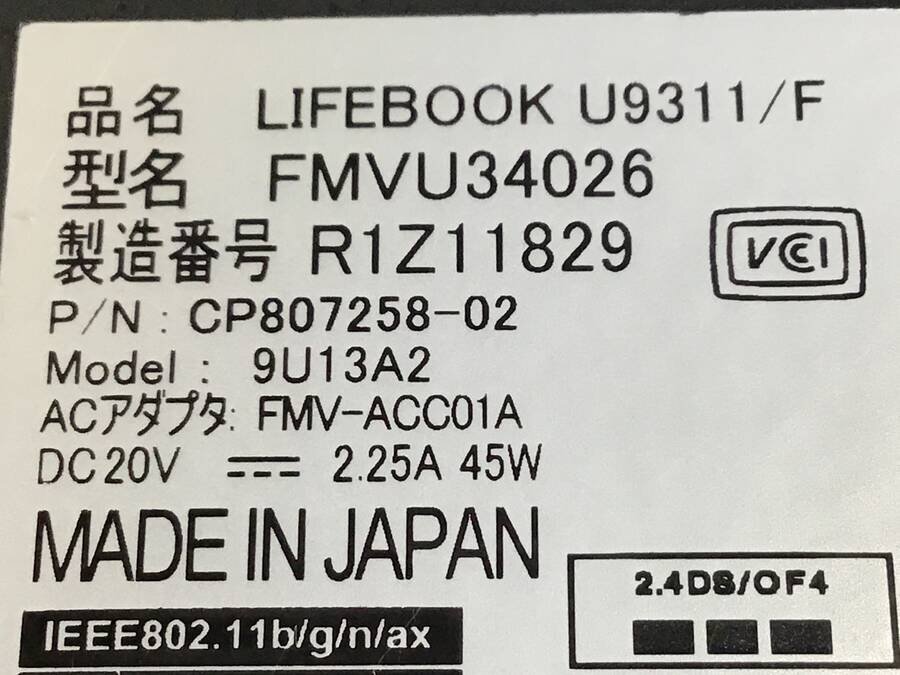 品名 LIFEBOOK U9311/F
型名 FMVU34026
製造番号 R1Z11829
VCCI
P/N : CP807258-02
Model : 9U13A2
ACアダプタ: FMV-ACC01A
DC20V ⎓ 2.25A 45W
MADE IN JAPAN
2.4DS/OF4
IEEE802.11b/g/n/ax